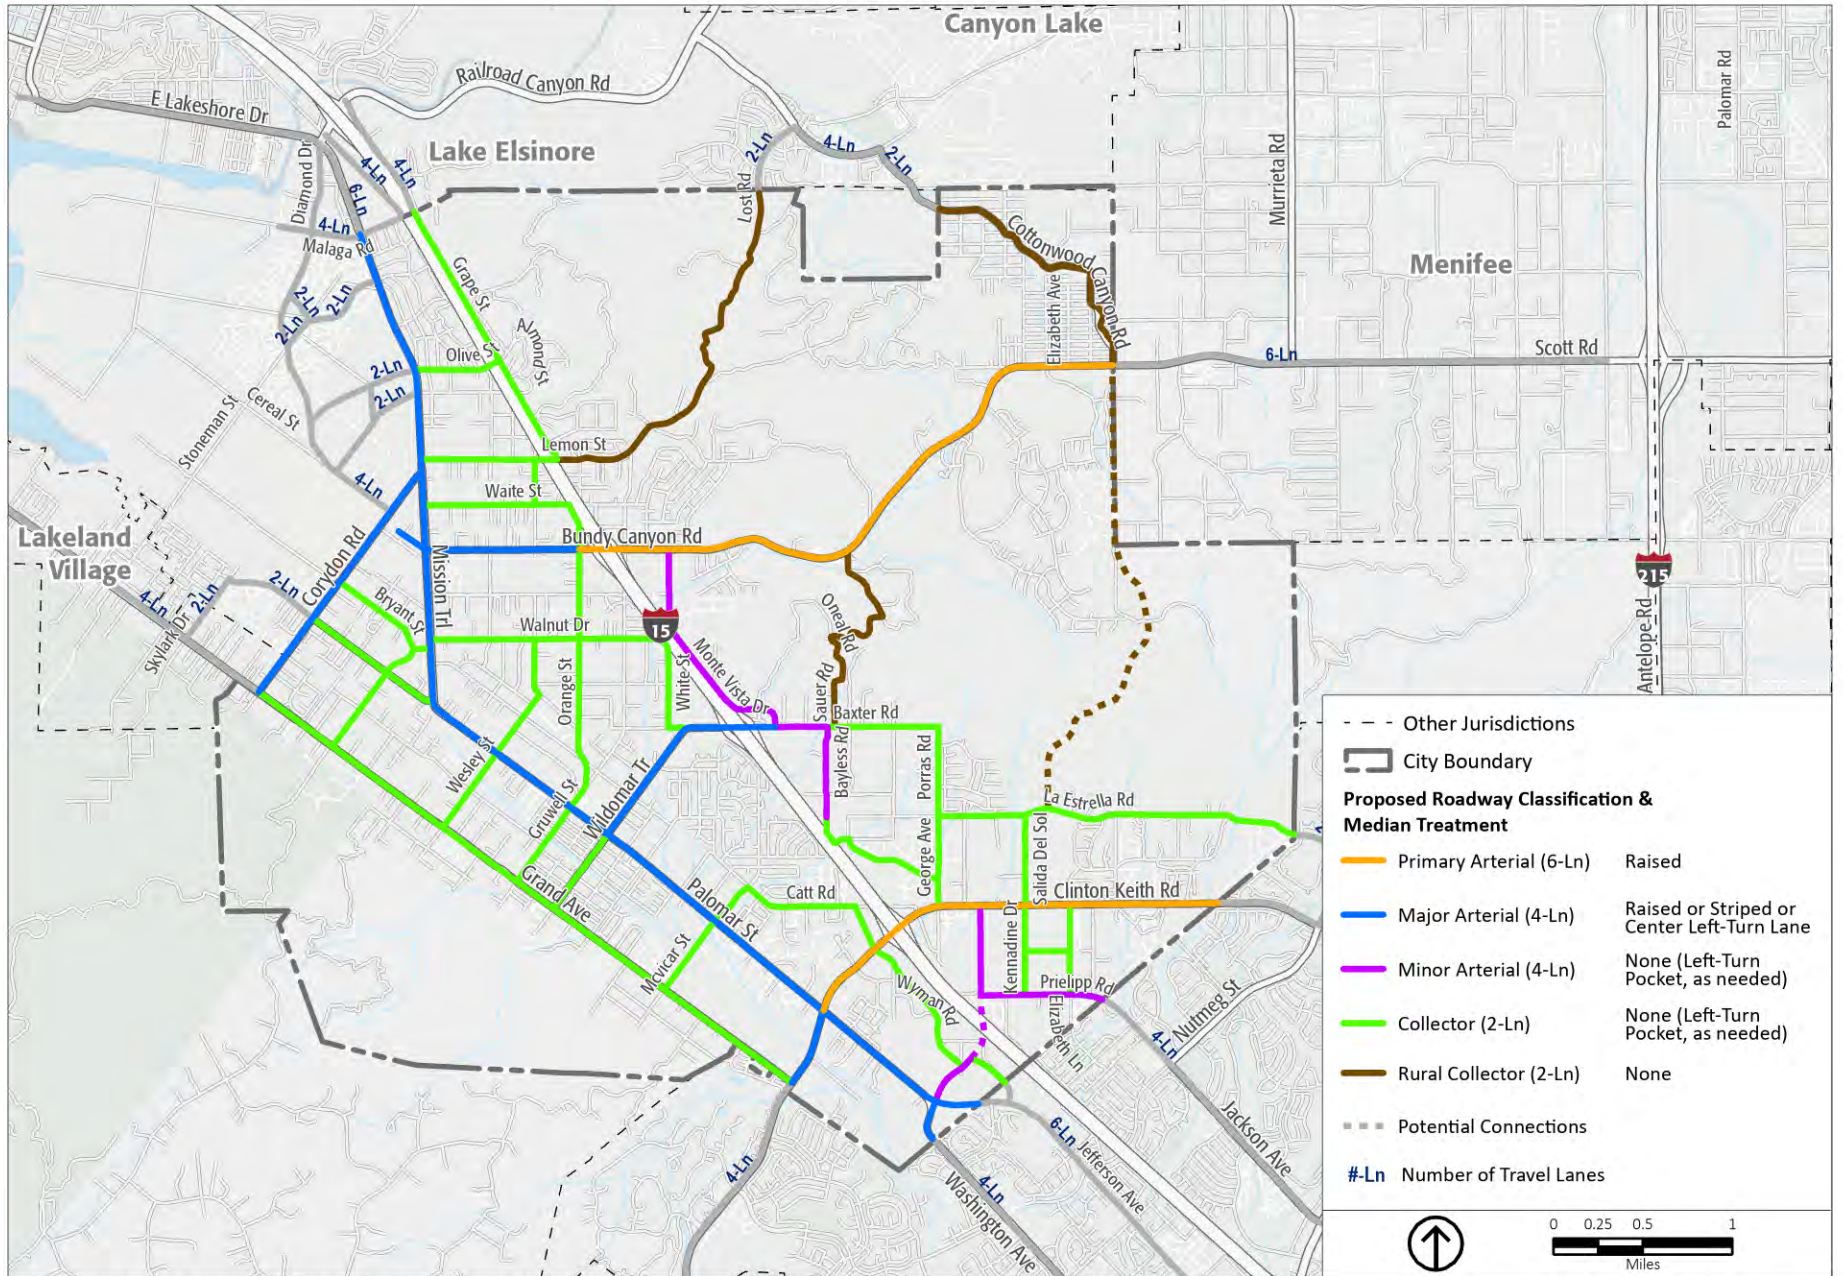 Canyon Lake
Railroad Canyon Rd
E Lakeshore Dr
Palomar Rd
Lake Elsinore
4-Ln
4-Ln
2-Ln
4-Ln
2-Ln
Diamond Dr
6-Ln
4-Ln
Malaga Rd
Lost Rd
Murrieta Rd
Cottonwood Canyon Rd
Menifee
Grape St
2-Ln
2-Ln
2-Ln
Elizabeth Ave
Almond St
Olive St
6-Ln
Scott Rd
2-Ln
2-Ln
Cereal St
Stoneman St
Lemon St
4-Ln
Waite St
Lakeland
Village
Bundy Canyon Rd
Corydon Rd
Mission Trl
215
2-Ln
2-Ln
4-Ln
Bryant St
Skylark Dr
Walnut Dr
15
Oneal Rd
Antelope Rd
Monte Vista Dr
White St
Orange St
Sauer Rd
Baxter Rd
Wesley St
Bayless Rd
Porras Rd
Wildomar Tr
Gruwell St
La Estrella Rd
Salida Del Sol
George Ave
Grand Ave
Palomar St
Catt Rd
Clinton Keith Rd
Mcvicar St
Kennadine Dr
Wyman Rd
Prielipp Rd
Elizabeth Ln
Nutmeg St
4-Ln
6-Ln
Jefferson Ave
Jackson Ave
4-Ln
4-Ln
Washington Ave
Other Jurisdictions
City Boundary
Proposed Roadway Classification &
Median Treatment
Primary Arterial (6-Ln) Raised
Major Arterial (4-Ln) Raised or Striped or
Center Left-Turn Lane
Minor Arterial (4-Ln) None (Left-Turn
Pocket, as needed)
Collector (2-Ln) None (Left-Turn
Pocket, as needed)
Rural Collector (2-Ln) None
Potential Connections
#-Ln Number of Travel Lanes
0 0.25 0.5 1
Miles